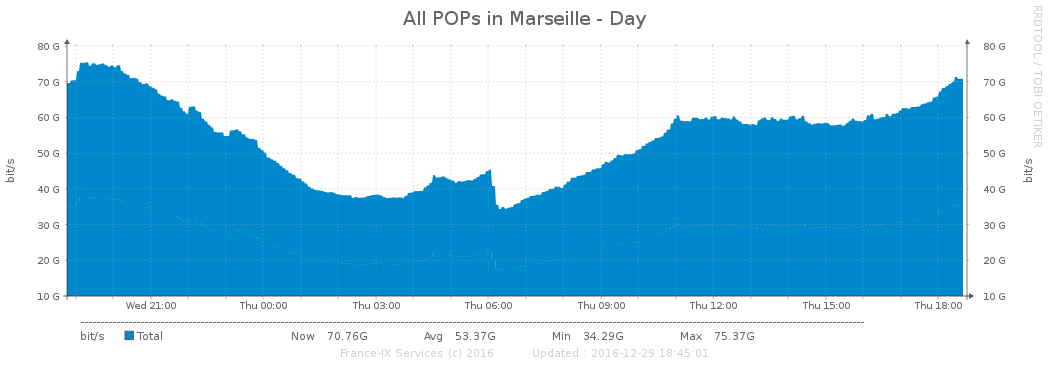 All POPs in Marseille - Day
RRDTOOL / TOBI OETIKER
bit/s
80 G
70 G
60 G
50 G
40 G
30 G
20 G
10 G
80 G
70 G
60 G
50 G
40 G
30 G
20 G
10 G
bit/s
Wed 21:00 Thu 00:00 Thu 03:00 Thu 06:00 Thu 09:00 Thu 12:00 Thu 15:00 Thu 18:00
bit/s Total Now 70.76G Avg 53.37G Min 34.29G Max 75.37G
France-IX Services (c) 2016 Updated : 2016-12-29 18:45:01